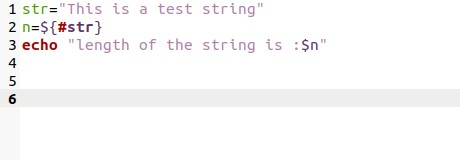 1 str="This is a test string"
2 n=${#str}
3 echo "length of the string is :$n"
4
5
6